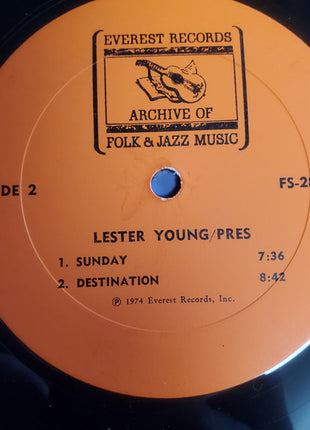 EVEREST RECORDS
ARCHIVE OF
FOLK & JAZZ MUSIC
DE 2
FS-28
LESTER YOUNG/PRES
1. SUNDAY 7:36
2. DESTINATION 8:42
℗ 1974 Everest Records, Inc.